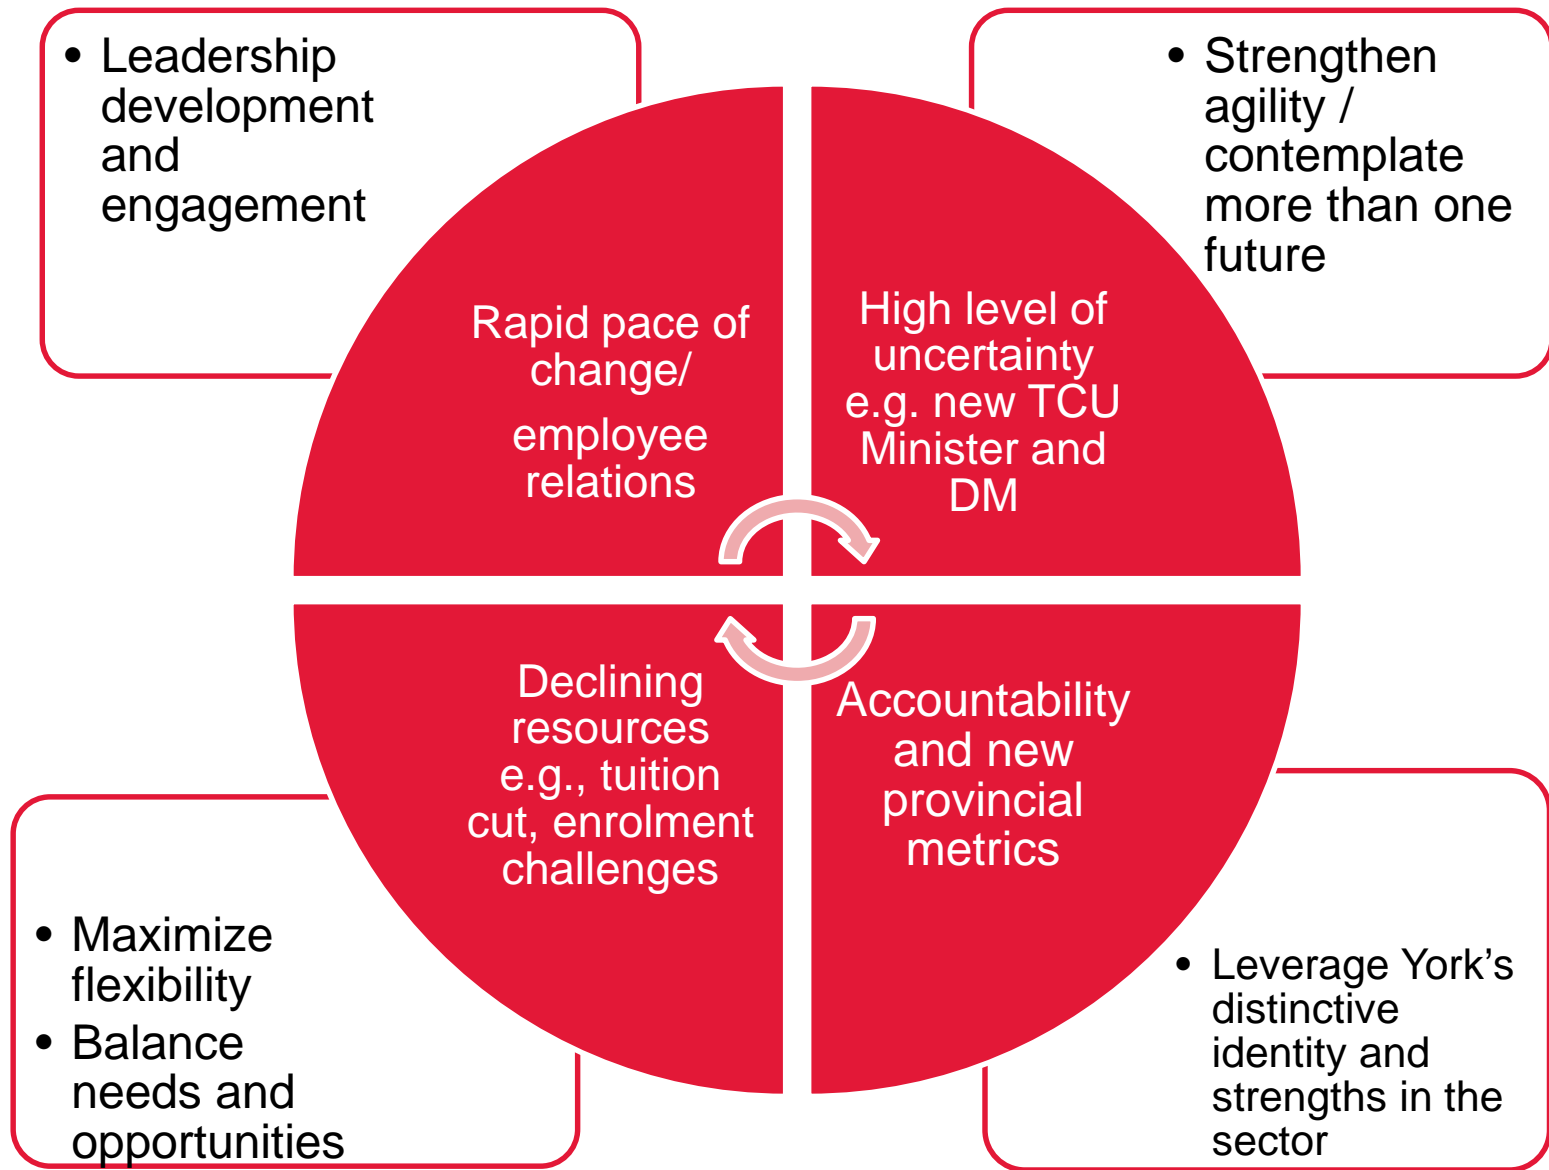 • Leadership
development
and
engagement
• Strengthen
agility /
contemplate
more than one
future
Rapid pace of
change/
employee
relations
High level of
uncertainty
e.g. new TCU
Minister and
DM
Declining
resources
e.g., tuition
cut, enrolment
challenges
Accountability
and new
provincial
metrics
• Maximize
flexibility
• Balance
needs and
opportunities
• Leverage York’s
distinctive
identity and
strengths in the
sector